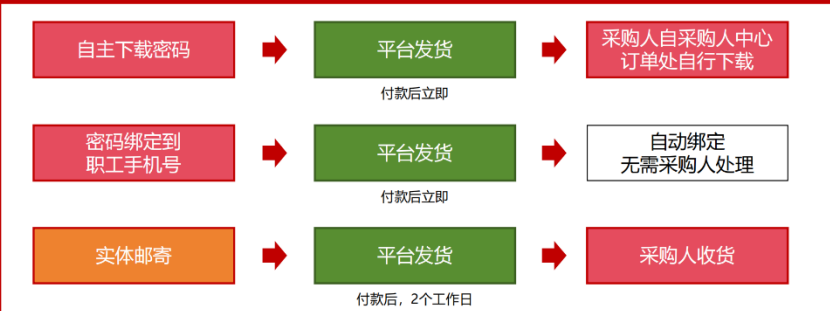 自主下载密码
平台发货
采购人自采购人中心
订单处自行下载
付款后立即
密码绑定到
职工手机号
平台发货
自动绑定
无需采购人处理
付款后立即
实体邮寄
平台发货
采购人收货
付款后，2个工作日